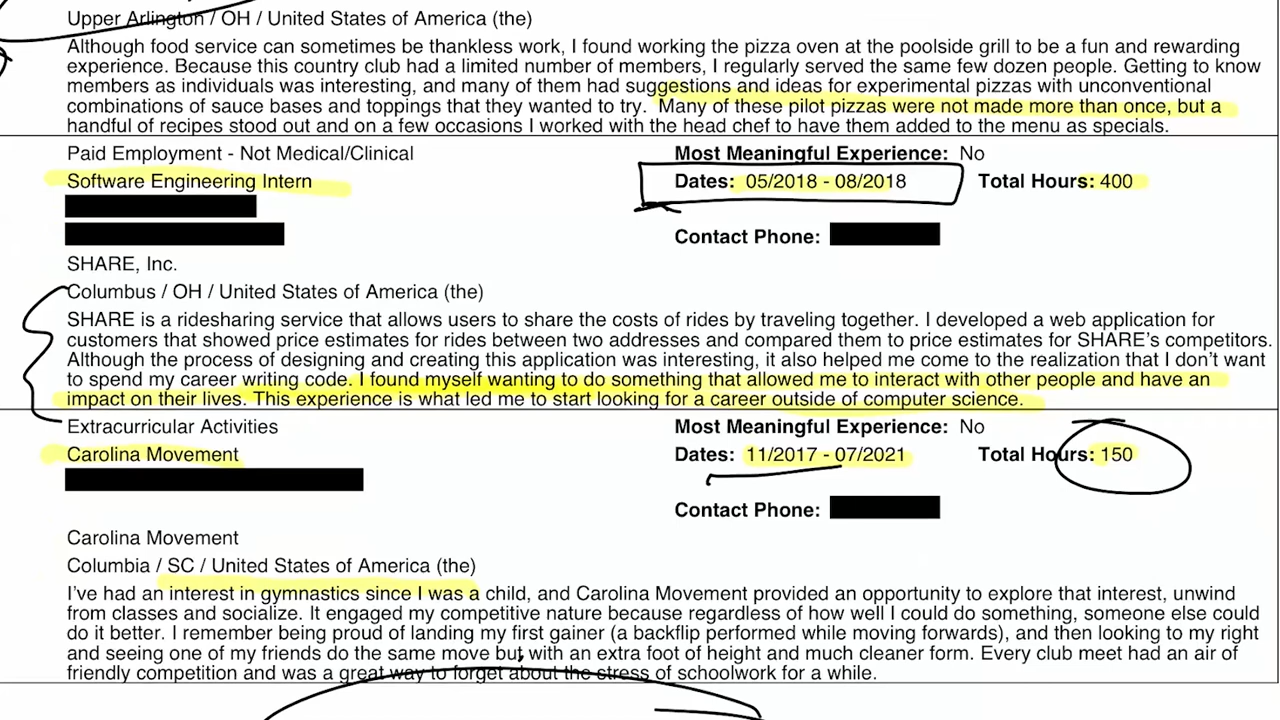 Upper Arlington / OH / United States of America (the)
Although food service can sometimes be thankless work, I found working the pizza oven at the poolside grill to be a fun and rewarding
experience. Because this country club had a limited number of members, I regularly served the same few dozen people. Getting to know
members as individuals was interesting, and many of them had suggestions and ideas for experimental pizzas with unconventional
combinations of sauce bases and toppings that they wanted to try.  Many of these pilot pizzas were not made more than once, but a
handful of recipes stood out and on a few occasions I worked with the head chef to have them added to the menu as specials.
Paid Employment - Not Medical/Clinical Most Meaningful Experience: No
Software Engineering Intern Dates: 05/2018 - 08/2018 Total Hours: 400
Contact Phone:
SHARE, Inc.
Columbus / OH / United States of America (the)
SHARE is a ridesharing service that allows users to share the costs of rides by traveling together. I developed a web application for
customers that showed price estimates for rides between two addresses and compared them to price estimates for SHARE's competitors.
Although the process of designing and creating this application was interesting, it also helped me come to the realization that I don't want
to spend my career writing code. I found myself wanting to do something that allowed me to interact with other people and have an
impact on their lives. This experience is what led me to start looking for a career outside of computer science.
Extracurricular Activities Most Meaningful Experience: No
Carolina Movement Dates: 11/2017 - 07/2021 Total Hours: 150
Contact Phone:
Carolina Movement
Columbia / SC / United States of America (the)
I've had an interest in gymnastics since I was a child, and Carolina Movement provided an opportunity to explore that interest, unwind
from classes and socialize. It engaged my competitive nature because regardless of how well I could do something, someone else could
do it better. I remember being proud of landing my first gainer (a backflip performed while moving forwards), and then looking to my right
and seeing one of my friends do the same move but with an extra foot of height and much cleaner form. Every club meet had an air of
friendly competition and was a great way to forget about the stress of schoolwork for a while.